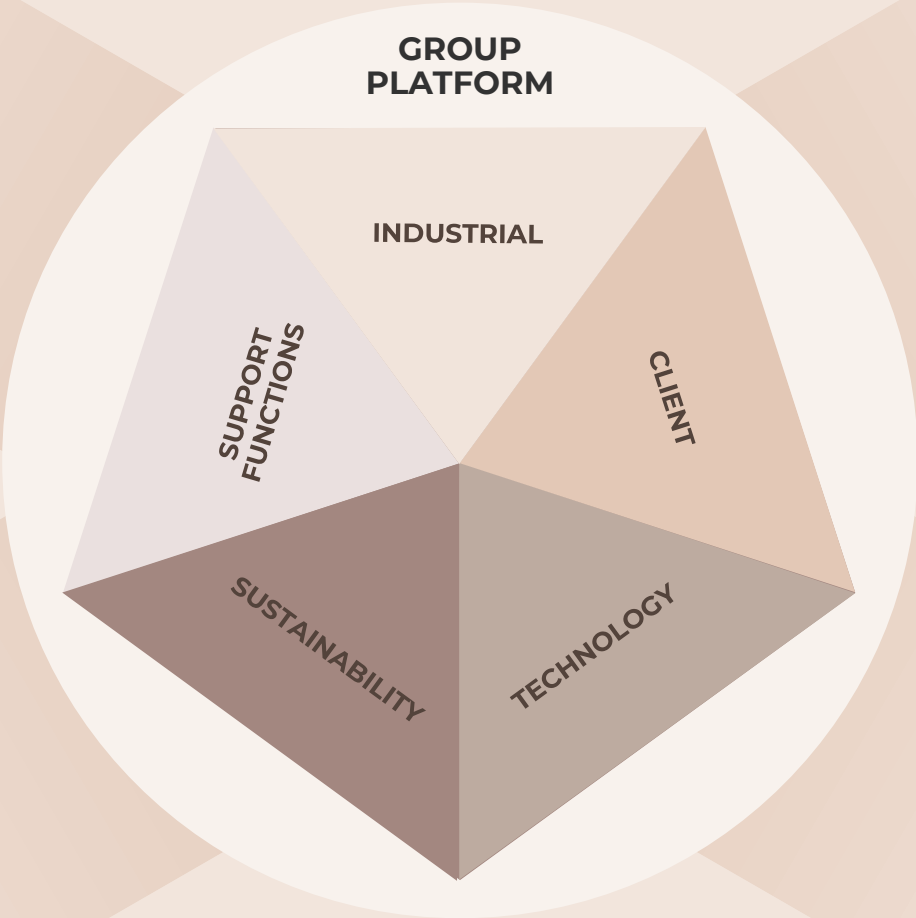 GROUP
PLATFORM
INDUSTRIAL
CLIENT
TECHNOLOGY
SUSTAINABILITY
SUPPORT
FUNCTIONS